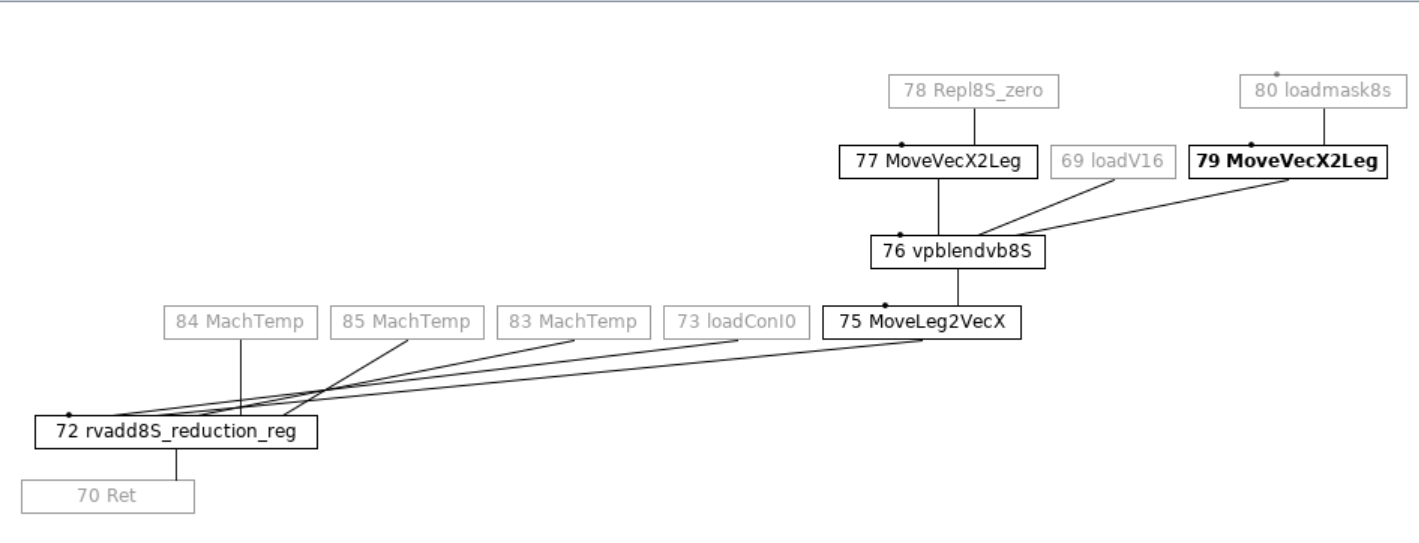 78 Repl8S_zero
80 loadmask8s
77 MoveVecX2Leg
69 loadV16
79 MoveVecX2Leg
76 vpblendvb8S
84 MachTemp
85 MachTemp
83 MachTemp
73 loadConI0
75 MoveLeg2VecX
72 rvadd8S_reduction_reg
70 Ret